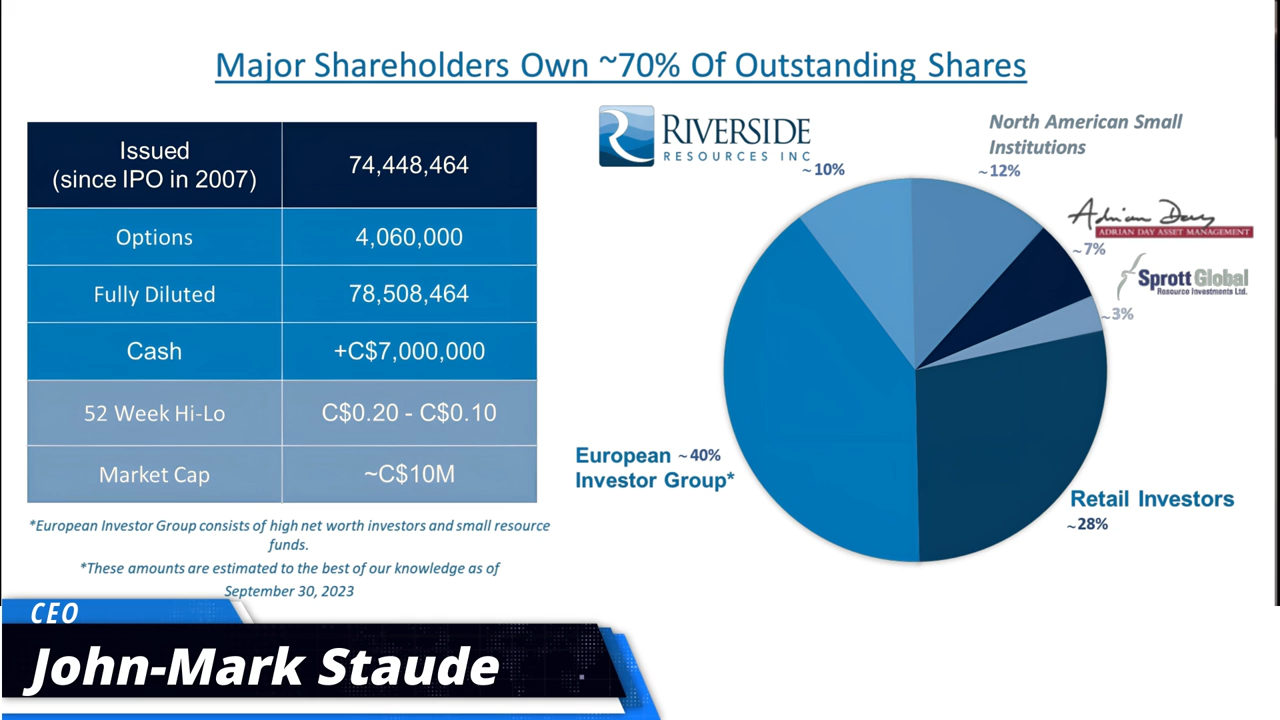 Major Shareholders Own ~70% Of Outstanding Shares
Issued
(since IPO in 2007)
74,448,464
Options
4,060,000
Fully Diluted
78,508,464
Cash
+C$7,000,000
52 Week Hi-Lo
C$0.20 - C$0.10
Market Cap
~C$10M
*European Investor Group consists of high net worth investors and small resource
funds.
*These amounts are estimated to the best of our knowledge as of
September 30, 2023
RIVERSIDE
RESOURCES INC
~10%
North American Small
Institutions
~12%
Adrian Day
ADRIAN DAY ASSET MANAGEMENT
~7%
Sprott Global
Resource Investments Ltd.
~3%
European ~40%
Investor Group*
Retail Investors
~28%
CEO
John-Mark Staude